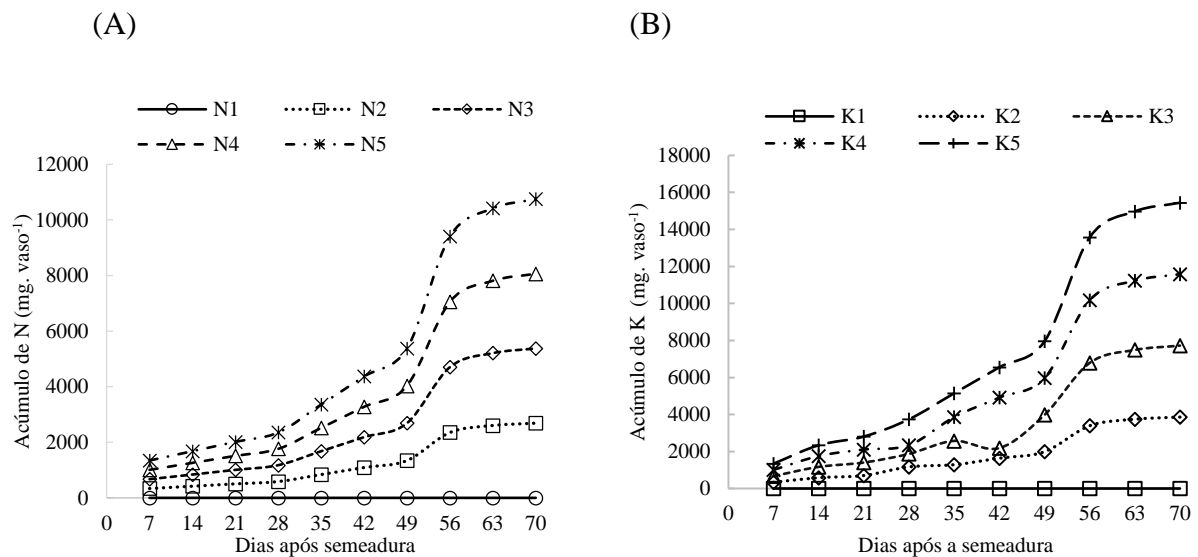 (A)
N1 N2 N3
N4 N5
Acúmulo de N (mg. vaso-1)
12000
10000
8000
6000
4000
2000
0
0 7 14 21 28 35 42 49 56 63 70
Dias após semeadura
(B)
K1 K2 K3
K4 K5
Acúmulo de K (mg. vaso-1)
18000
16000
14000
12000
10000
8000
6000
4000
2000
0
0 7 14 21 28 35 42 49 56 63 70
Dias após a semeadura